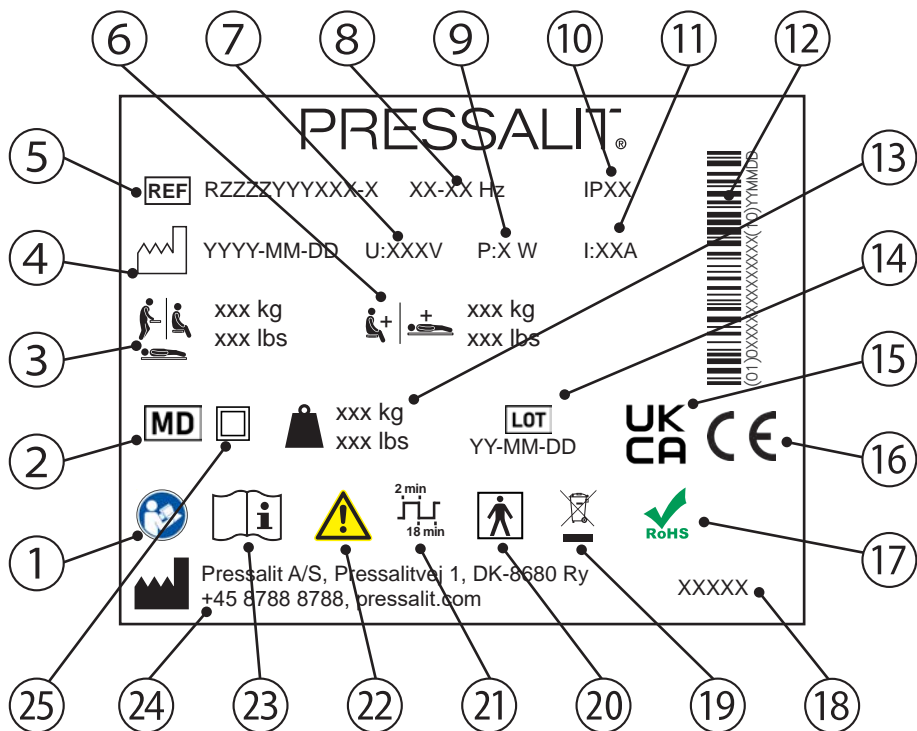 6 7 8 9 10 11 12
PRESSALIT®
5 REF RZZZZYYYXXX-X XX-XX Hz IPXX 13
4 YYYY-MM-DD U:XXXV P:X W I:XXA 14
xxx kg xxx kg
xxx lbs xxx lbs
3 (01)0XXXXXXXXXXXXX(10)YYMMDD 15
MD xxx kg LOT UK CA CE
xxx lbs YY-MM-DD
2 16
2 min
18 min
RoHS
1 17
Pressalit A/S, Pressalitvej 1, DK-8680 Ry
+45 8788 8788, pressalit.com XXXXX
25 24 23 22 21 20 19 18